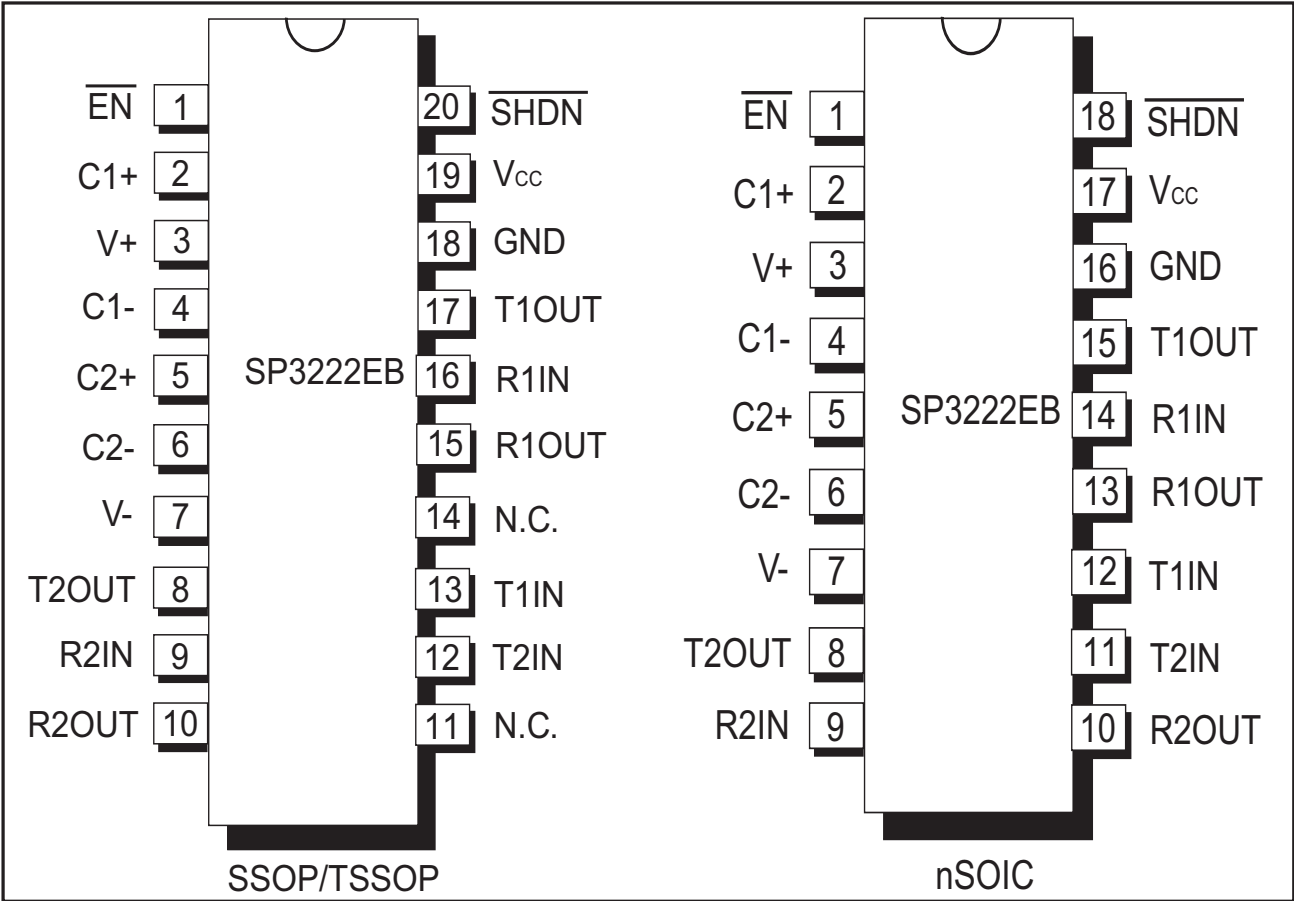 EN 1 20 SHDN
C1+ 2 19 Vcc
V+ 3 18 GND
C1- 4 17 T1OUT
C2+ 5 SP3222EB 16 R1IN
C2- 6 15 R1OUT
V- 7 14 N.C.
T2OUT 8 13 T1IN
R2IN 9 12 T2IN
R2OUT 10 11 N.C.
SSOP/TSSOP
EN 1 18 SHDN
C1+ 2 17 Vcc
V+ 3 16 GND
C1- 4 15 T1OUT
C2+ 5 SP3222EB 14 R1IN
C2- 6 13 R1OUT
V- 7 12 T1IN
T2OUT 8 11 T2IN
R2IN 9 10 R2OUT
nSOIC